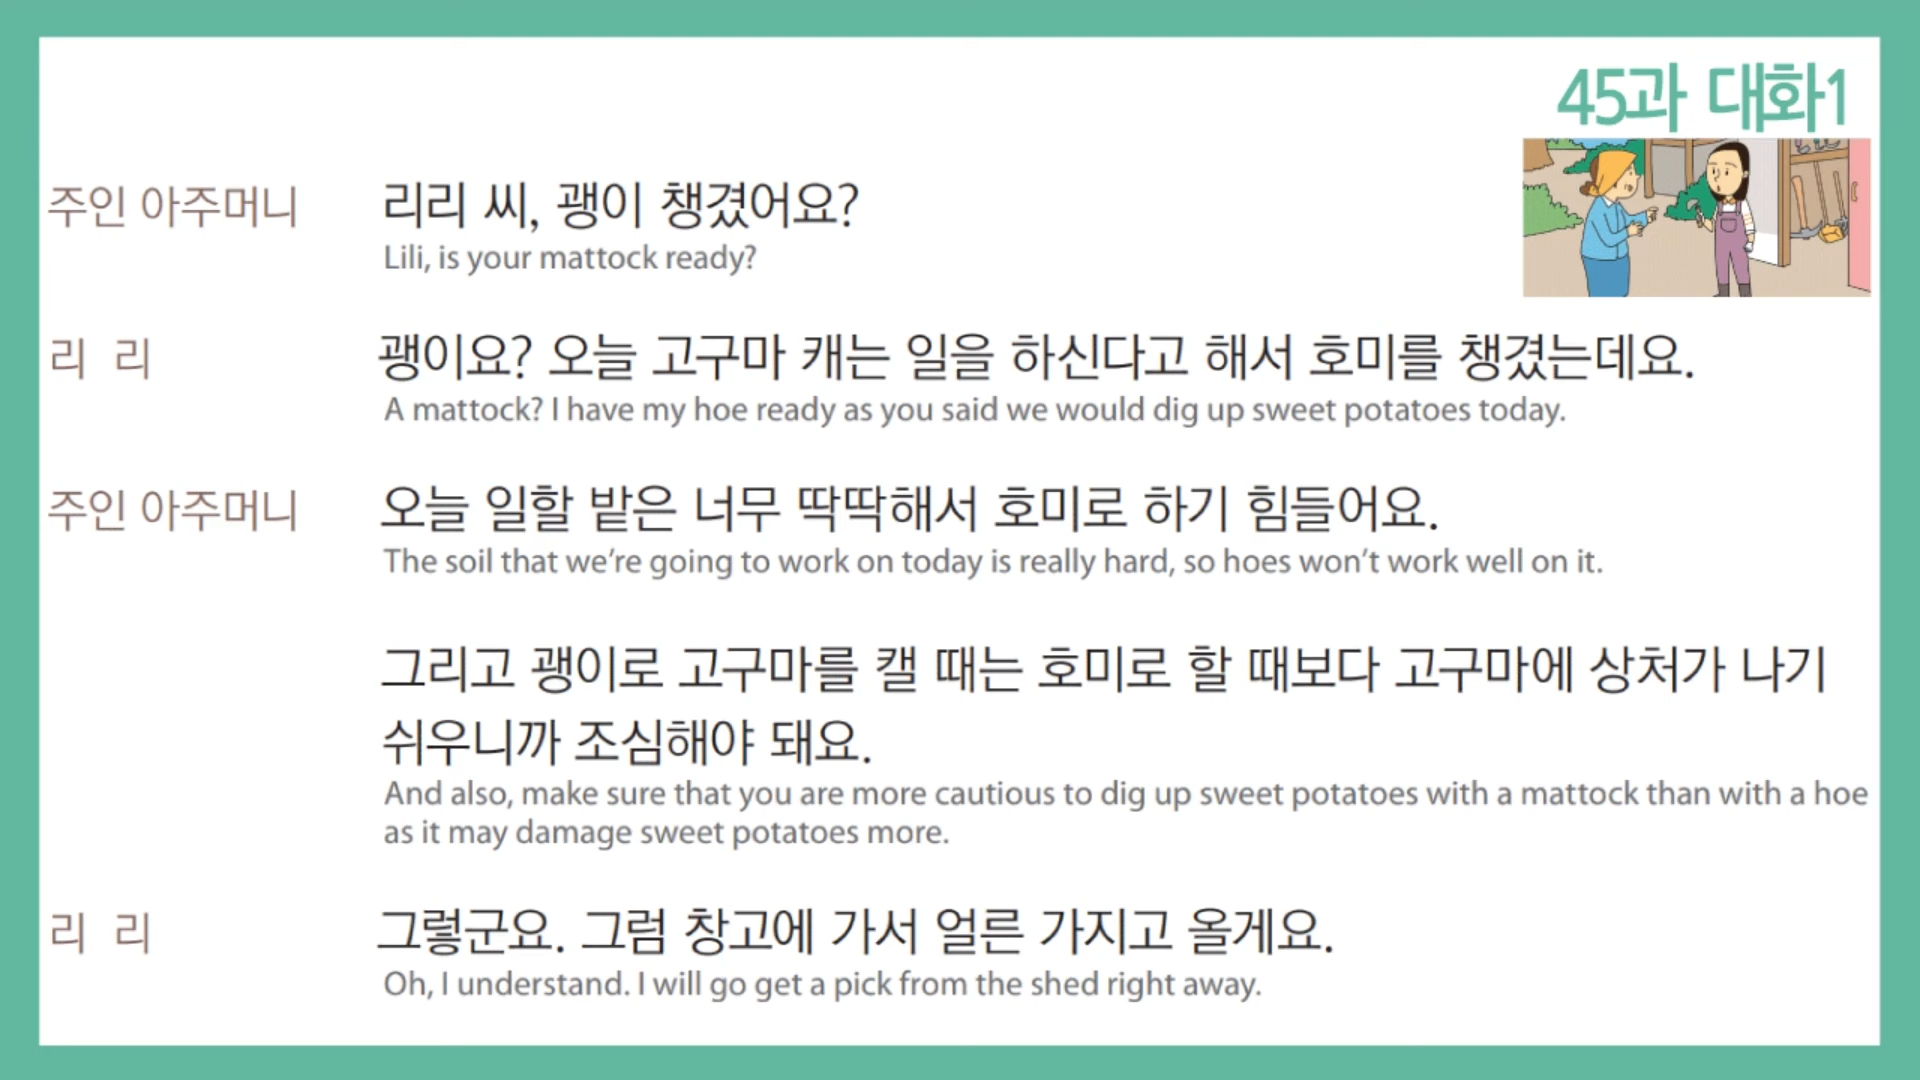 45과 대화1
주인 아주머니 리리 씨, 괭이 챙겼어요?
Lili, is your mattock ready?
리 리 괭이요? 오늘 고구마 캐는 일을 하신다고 해서 호미를 챙겼는데요.
A mattock? I have my hoe ready as you said we would dig up sweet potatoes today.
주인 아주머니 오늘 일할 밭은 너무 딱딱해서 호미로 하기 힘들어요.
The soil that we’re going to work on today is really hard, so hoes won’t work well on it.
그리고 괭이로 고구마를 캘 때는 호미로 할 때보다 고구마에 상처가 나기
쉬우니까 조심해야 돼요.
And also, make sure that you are more cautious to dig up sweet potatoes with a mattock than with a hoe
as it may damage sweet potatoes more.
리 리 그렇군요. 그럼 창고에 가서 얼른 가지고 올게요.
Oh, I understand. I will go get a pick from the shed right away.